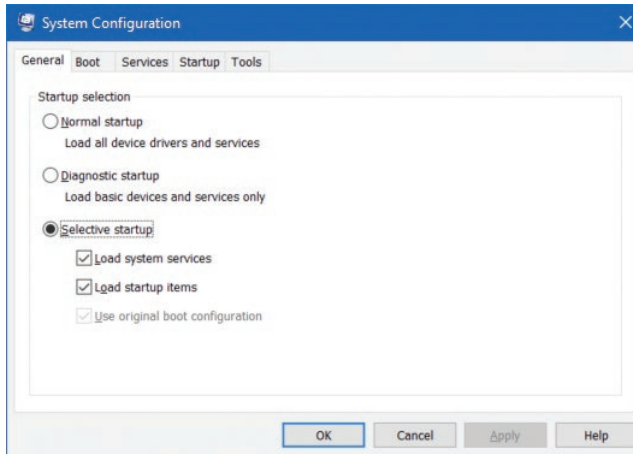 System Configuration
General Boot Services Startup Tools
Startup selection
Normal startup
Load all device drivers and services
Diagnostic startup
Load basic devices and services only
Selective startup
Load system services
Load startup items
Use original boot configuration
OK Cancel Apply Help